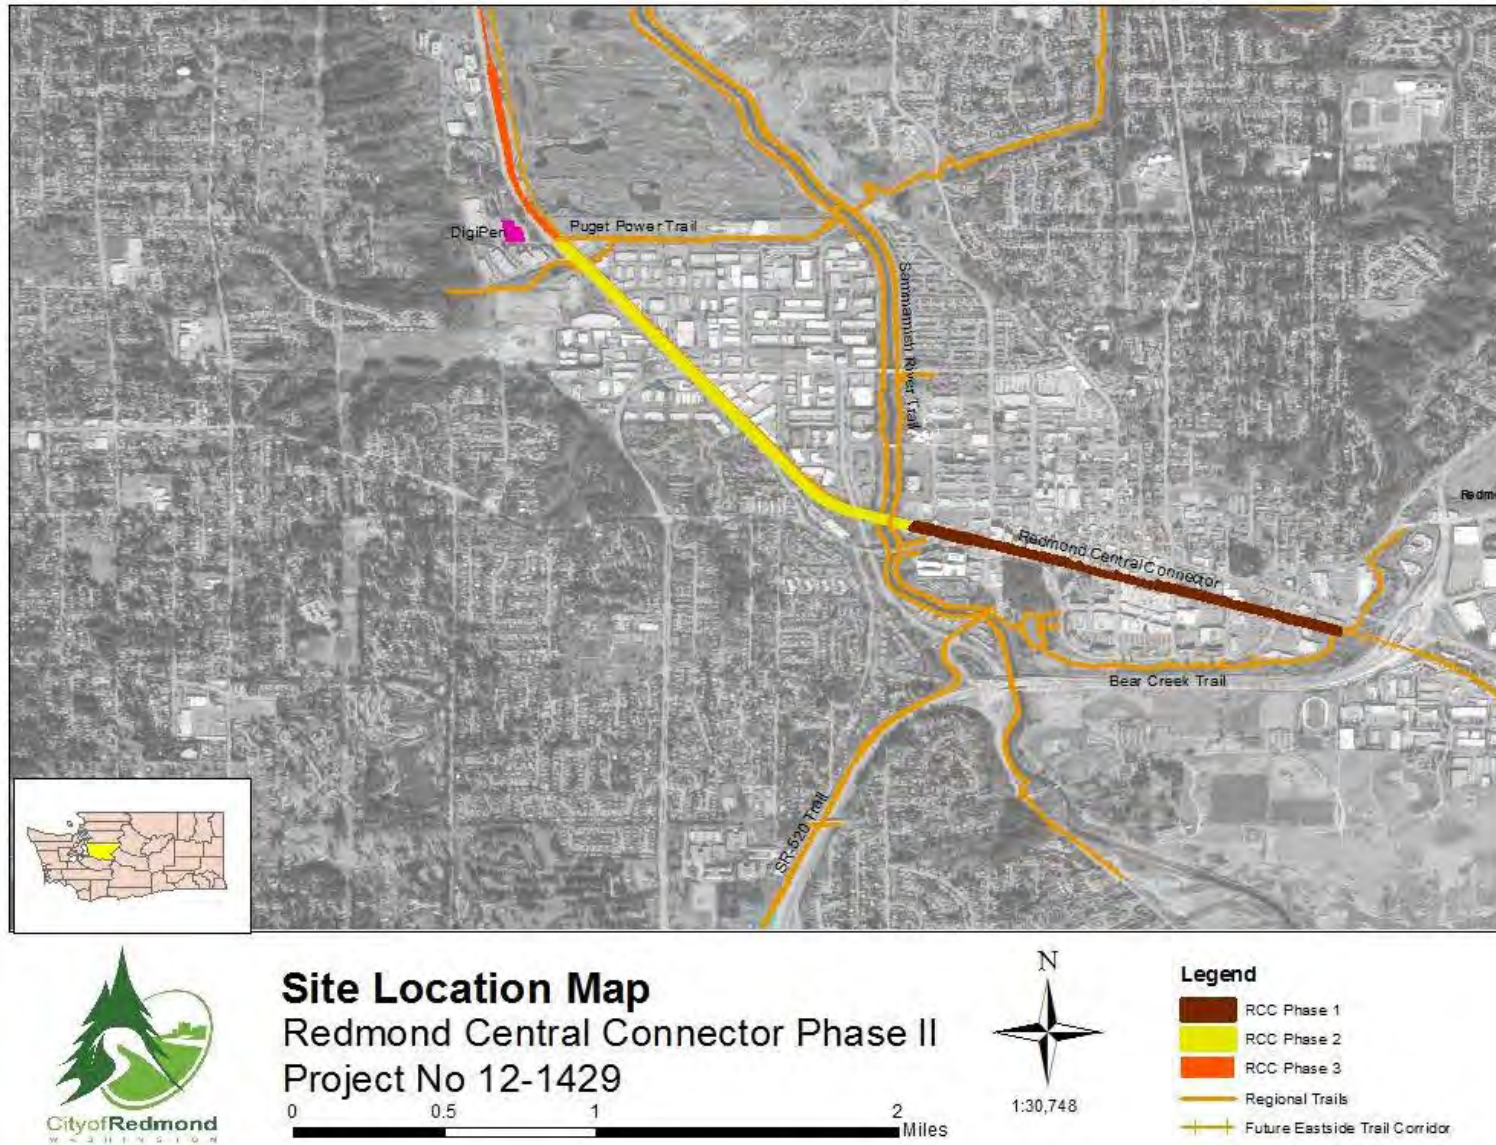 DigiPen
Puget Power Trail
Sammamish River Trail
Redm
Redmond Central Connector
Bear Creek Trail
SR-520 Trail
CityofRedmond
WASHINGTON
Site Location Map
Redmond Central Connector Phase II
Project No 12-1429
0 0.5 1 2
Miles
N
1:30,748
Legend
RCC Phase 1
RCC Phase 2
RCC Phase 3
Regional Trails
Future Eastside Trail Corridor